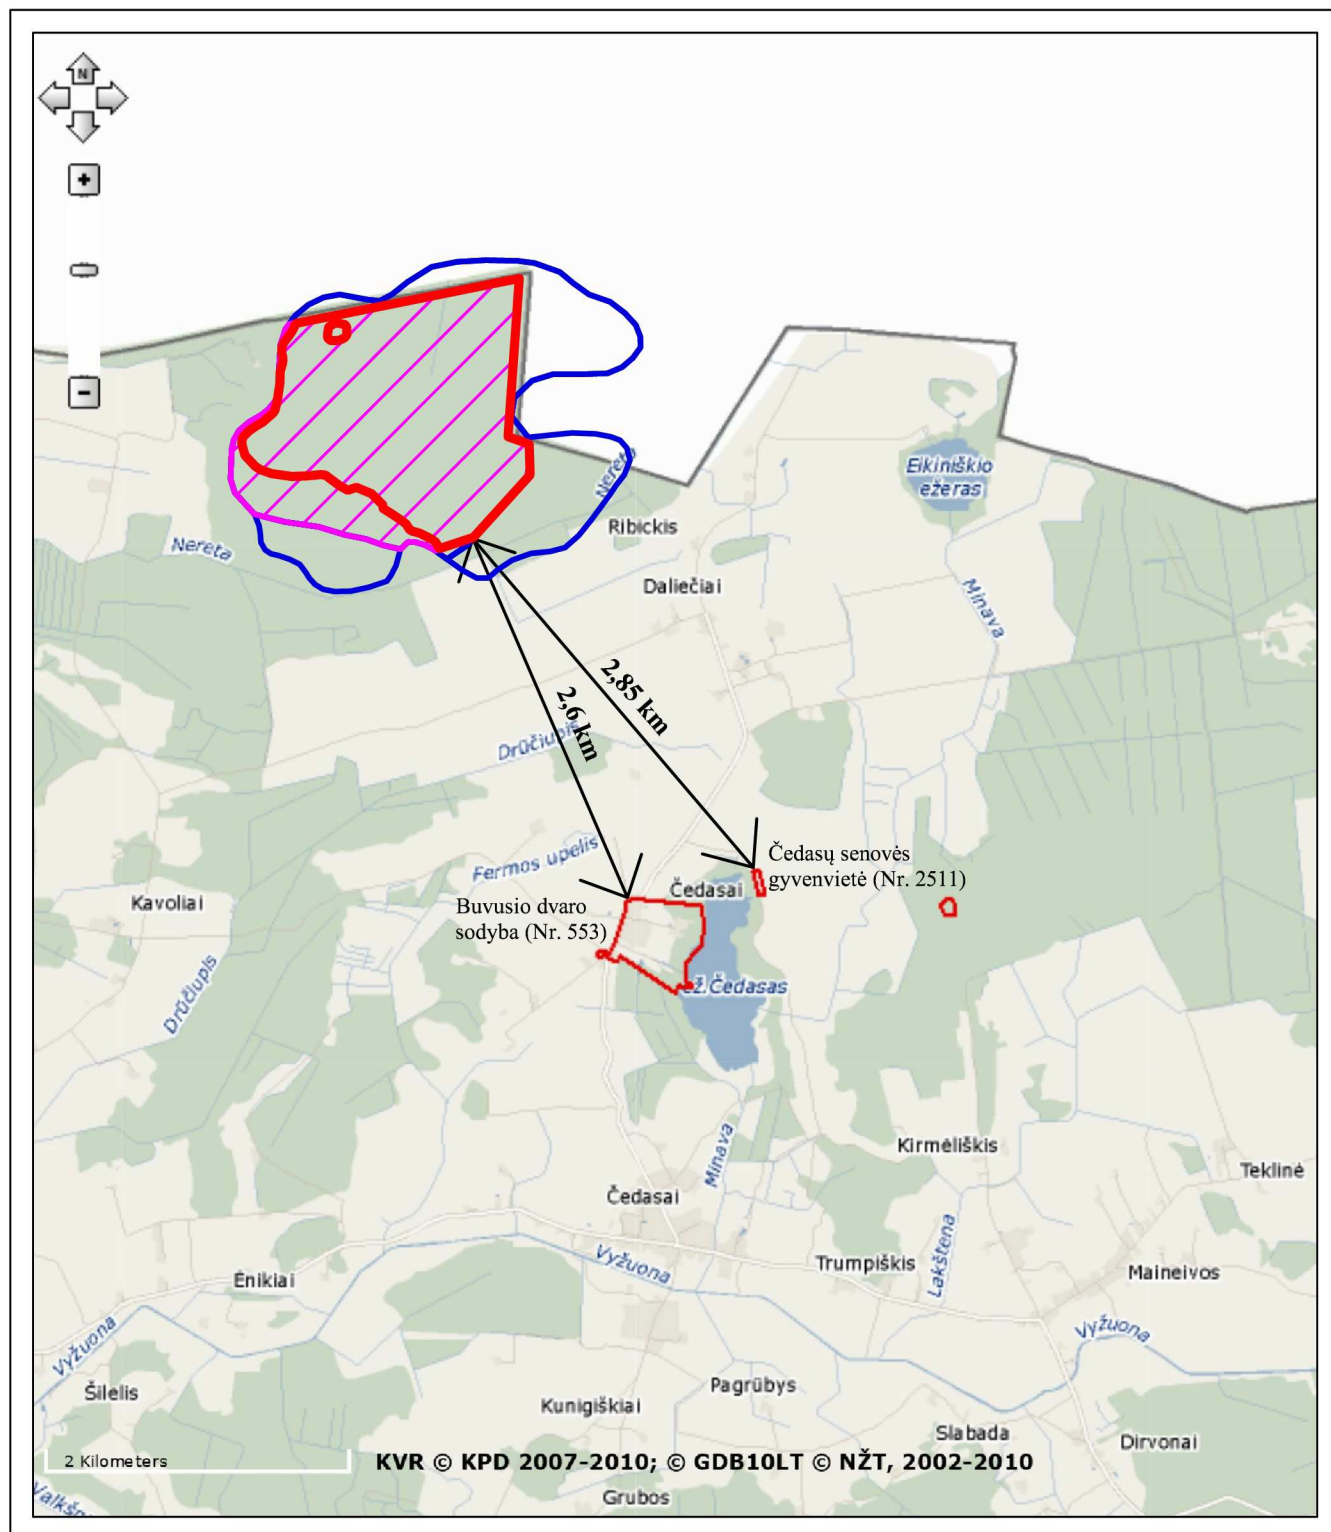 N
+
-
Eikiniškio
ežeras
Nereta
Ribickis
Nereta
Daliečiai
Minava
2,85 km
2,6 km
Drūčiupis
Fermos upelis
Čedasų senovės
gyvenvietė (Nr. 2511)
Čedasai
Kavoliai
Buvusio dvaro
sodyba (Nr. 553)
Drūčiupis
ež.Čedasas
Minava
Kirmėliškis
Teklinė
Čedasai
Vyžuona
Trumpiškis
Lakštena
Maineivos
Ėnikiai
Vyžuona
Vyžuona
Šilelis
Pagrūbys
Kunigiškiai
Slabada
Dirvonai
2 Kilometers
KVR © KPD 2007-2010; © GDB10LT © NŽT, 2002-2010
Grubos